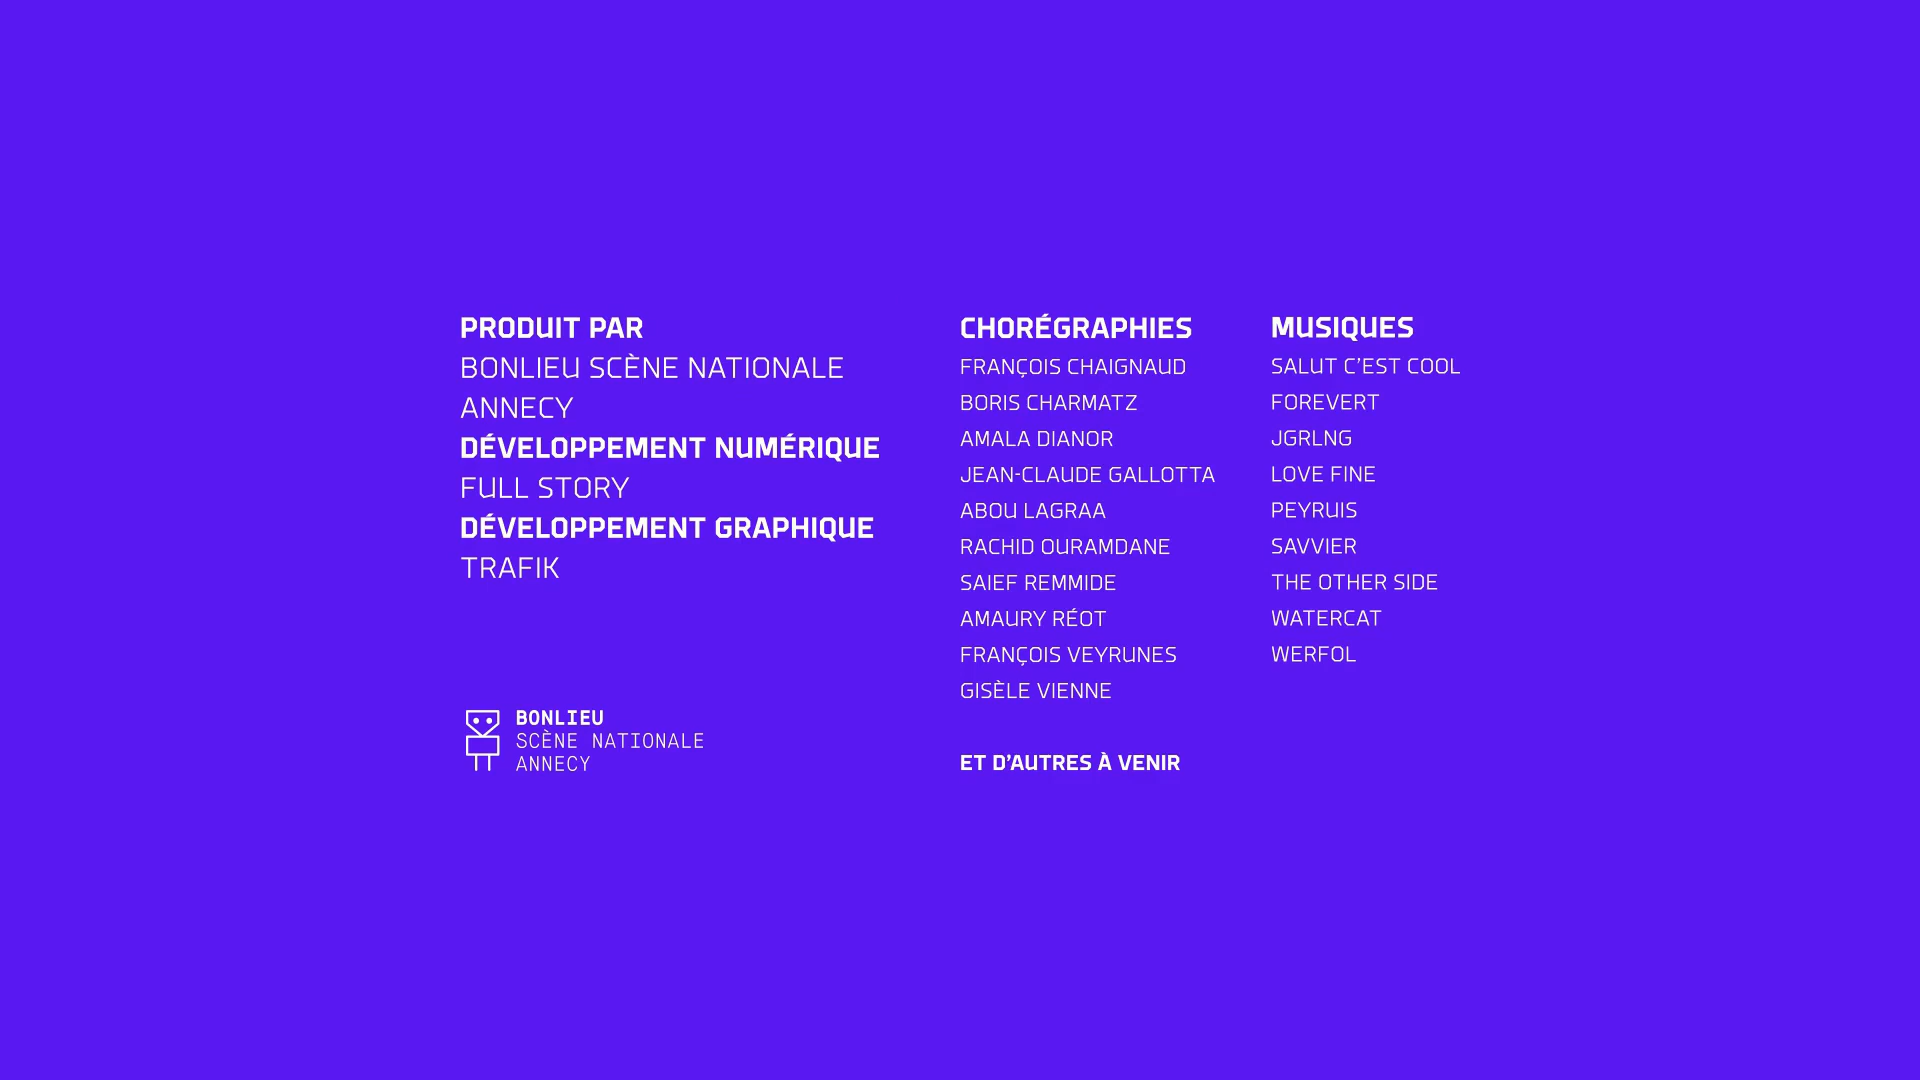 PRODUIT PAR
BONLIEU SCÈNE NATIONALE
ANNECY
DÉVELOPPEMENT NUMÉRIQUE
FULL STORY
DÉVELOPPEMENT GRAPHIQUE
TRAFIK
BONLIEU
SCÈNE NATIONALE
ANNECY
CHORÉGRAPHIES
FRANÇOIS CHAIGNAUD
BORIS CHARMATZ
AMALA DIANOR
JEAN-CLAUDE GALLOTTA
ABOU LAGRAA
RACHID OURAMDANE
SAIEF REMMIDE
AMAURY RÉOT
FRANÇOIS VEYRUNES
GISÈLE VIENNE
ET D’AUTRES À VENIR
MUSIQUES
SALUT C’EST COOL
FOREVERT
JGRLNG
LOVE FINE
PEYRUIS
SAVVIER
THE OTHER SIDE
WATERCAT
WERFOL